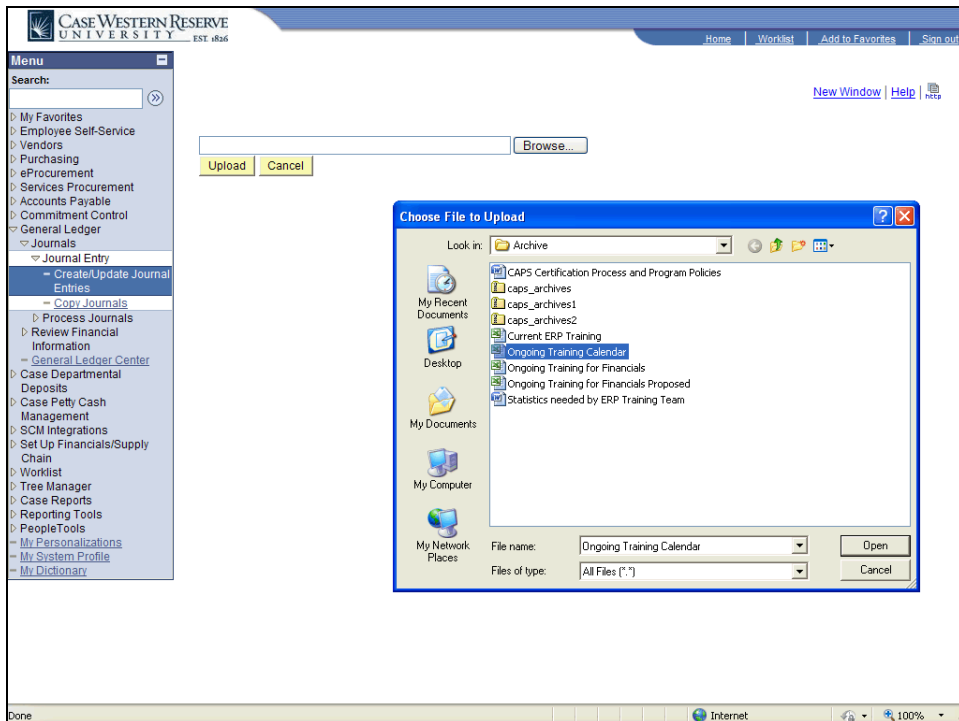 CASE WESTERN RESERVE
UNIVERSITY EST. 1826
Home Worklist Add to Favorites Sign out
Menu
Search:
New Window | Help | http
My Favorites
Employee Self-Service
Vendors
Purchasing
eProcurement
Services Procurement
Accounts Payable
Commitment Control
General Ledger
Journals
Journal Entry
Create/Update Journal
Entries
Copy Journals
Process Journals
Review Financial
Information
General Ledger Center
Case Departmental
Deposits
Case Petty Cash
Management
SCM Integrations
Set Up Financials/Supply
Chain
Worklist
Tree Manager
Case Reports
Reporting Tools
PeopleTools
My Personalizations
My System Profile
My Dictionary
Browse...
Upload Cancel
Choose File to Upload
Look in: Archive
My Recent
Documents
Desktop
My Documents
My Computer
My Network
Places
CAPS Certification Process and Program Policies
caps_archives
caps_archives1
caps_archives2
Current ERP Training
Ongoing Training Calendar
Ongoing Training for Financials
Ongoing Training for Financials Proposed
Statistics needed by ERP Training Team
File name: Ongoing Training Calendar Open
Files of type: All Files (*.*) Cancel
Done Internet 100%